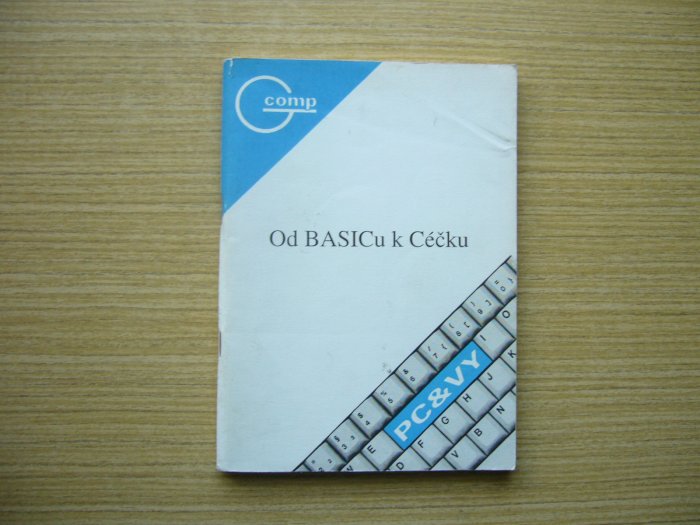 comp
Od BASICu k Céčku
PC&VY
I O
F G H J K
D V B N
W E